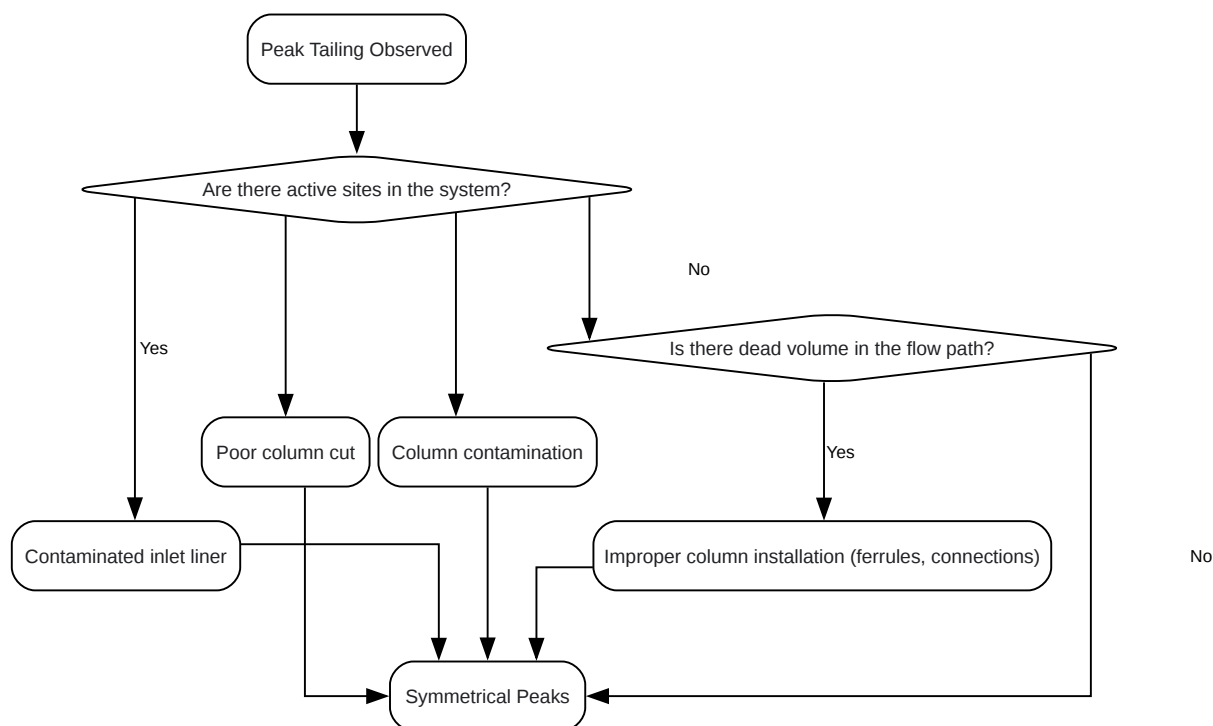 Peak Tailing Observed
Are there active sites in the system?
No
Yes
Is there dead volume in the flow path?
Poor column cut
Column contamination
Yes
Contaminated inlet liner
Improper column installation (ferrules, connections)
No
Symmetrical Peaks